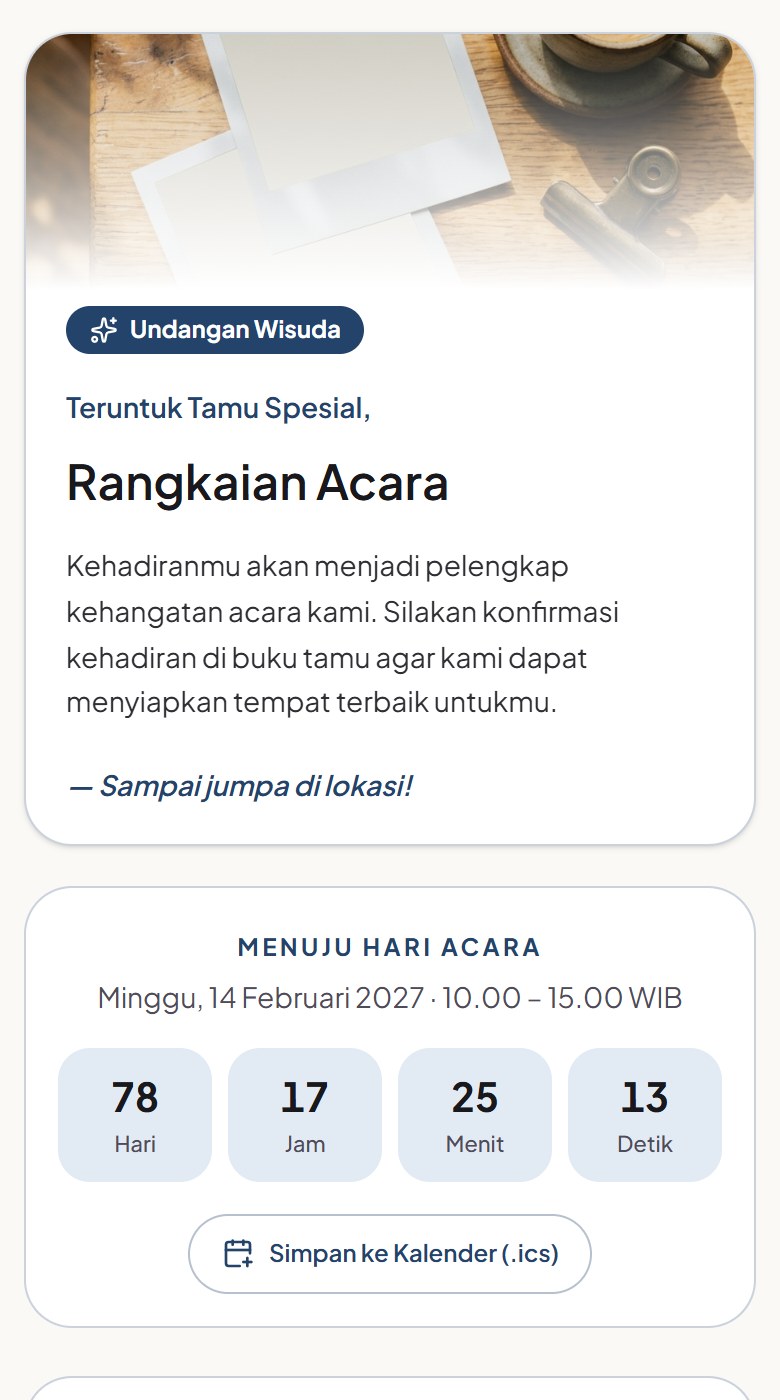 Undangan Wisuda
Teruntuk Tamu Spesial,
Rangkaian Acara
Kehadiranmu akan menjadi pelengkap
kehangatan acara kami. Silakan konfirmasi
kehadiran di buku tamu agar kami dapat
menyiapkan tempat terbaik untukmu.
— Sampai jumpa di lokasi!
MENUJU HARI ACARA
Minggu, 14 Februari 2027 · 10.00 – 15.00 WIB
78 17 25 13
Hari Jam Menit Detik
Simpan ke Kalender (.ics)